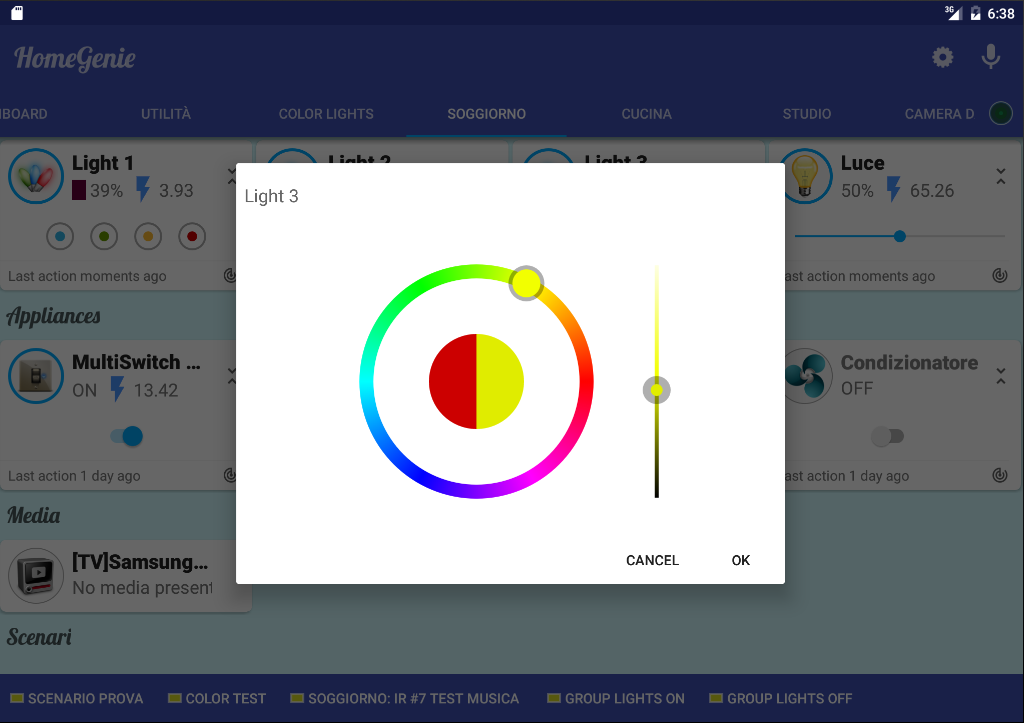 3G 6:38
HomeGenie
BOARD UTILITÀ COLOR LIGHTS SOGGIORNO CUCINA STUDIO CAMERA D
Light 1 Light 2 Light 3 Luce
39% 3.93 50% 65.26
Light 3
Last action moments ago ast action moments ago
Appliances
MultiSwitch ... Condizionatore
ON 13.42 OFF
Last action 1 day ago ast action 1 day ago
Media
[TV]Samsung...
No media present
CANCEL OK
Scenari
SCENARIO PROVA COLOR TEST SOGGIORNO: IR #7 TEST MUSICA GROUP LIGHTS ON GROUP LIGHTS OFF